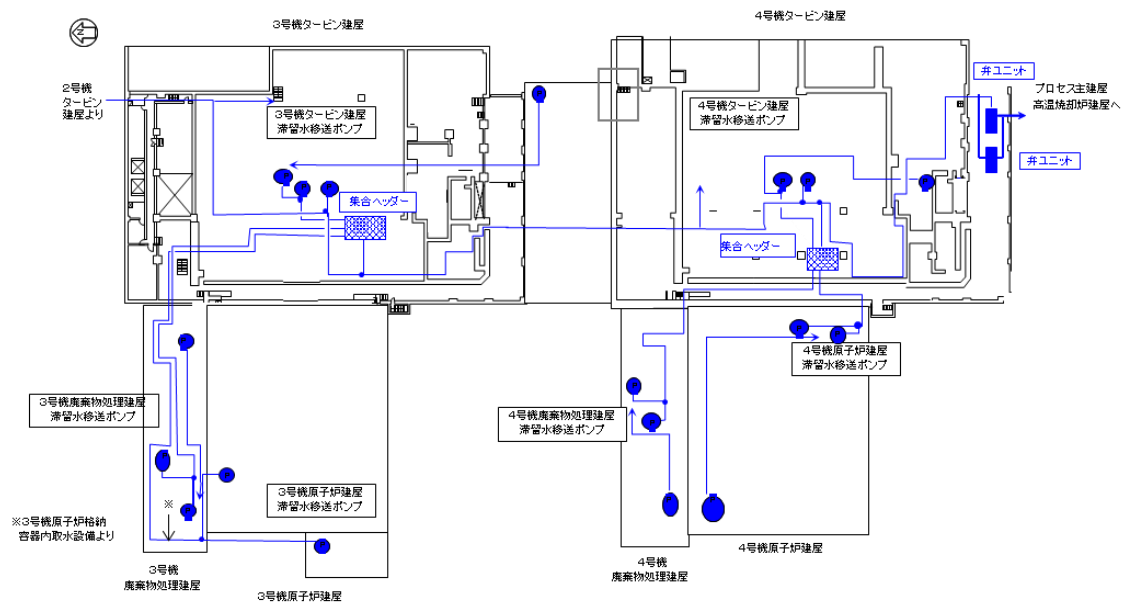 3号機タービン建屋
4号機タービン建屋
2号機
タービン
建屋より
3号機タービン建屋
滞留水移送ポンプ
4号機タービン建屋
滞留水移送ポンプ
弁ユニット
プロセス主建屋
高温焼却炉建屋へ
弁ユニット
集合ヘッダー
集合ヘッダー
4号機原子炉建屋
滞留水移送ポンプ
3号機廃棄物処理建屋
滞留水移送ポンプ
4号機廃棄物処理建屋
滞留水移送ポンプ
3号機原子炉建屋
滞留水移送ポンプ
※
※3号機原子炉格納
容器内取水設備より
3号機
廃棄物処理建屋
3号機原子炉建屋
4号機
廃棄物処理建屋
4号機原子炉建屋